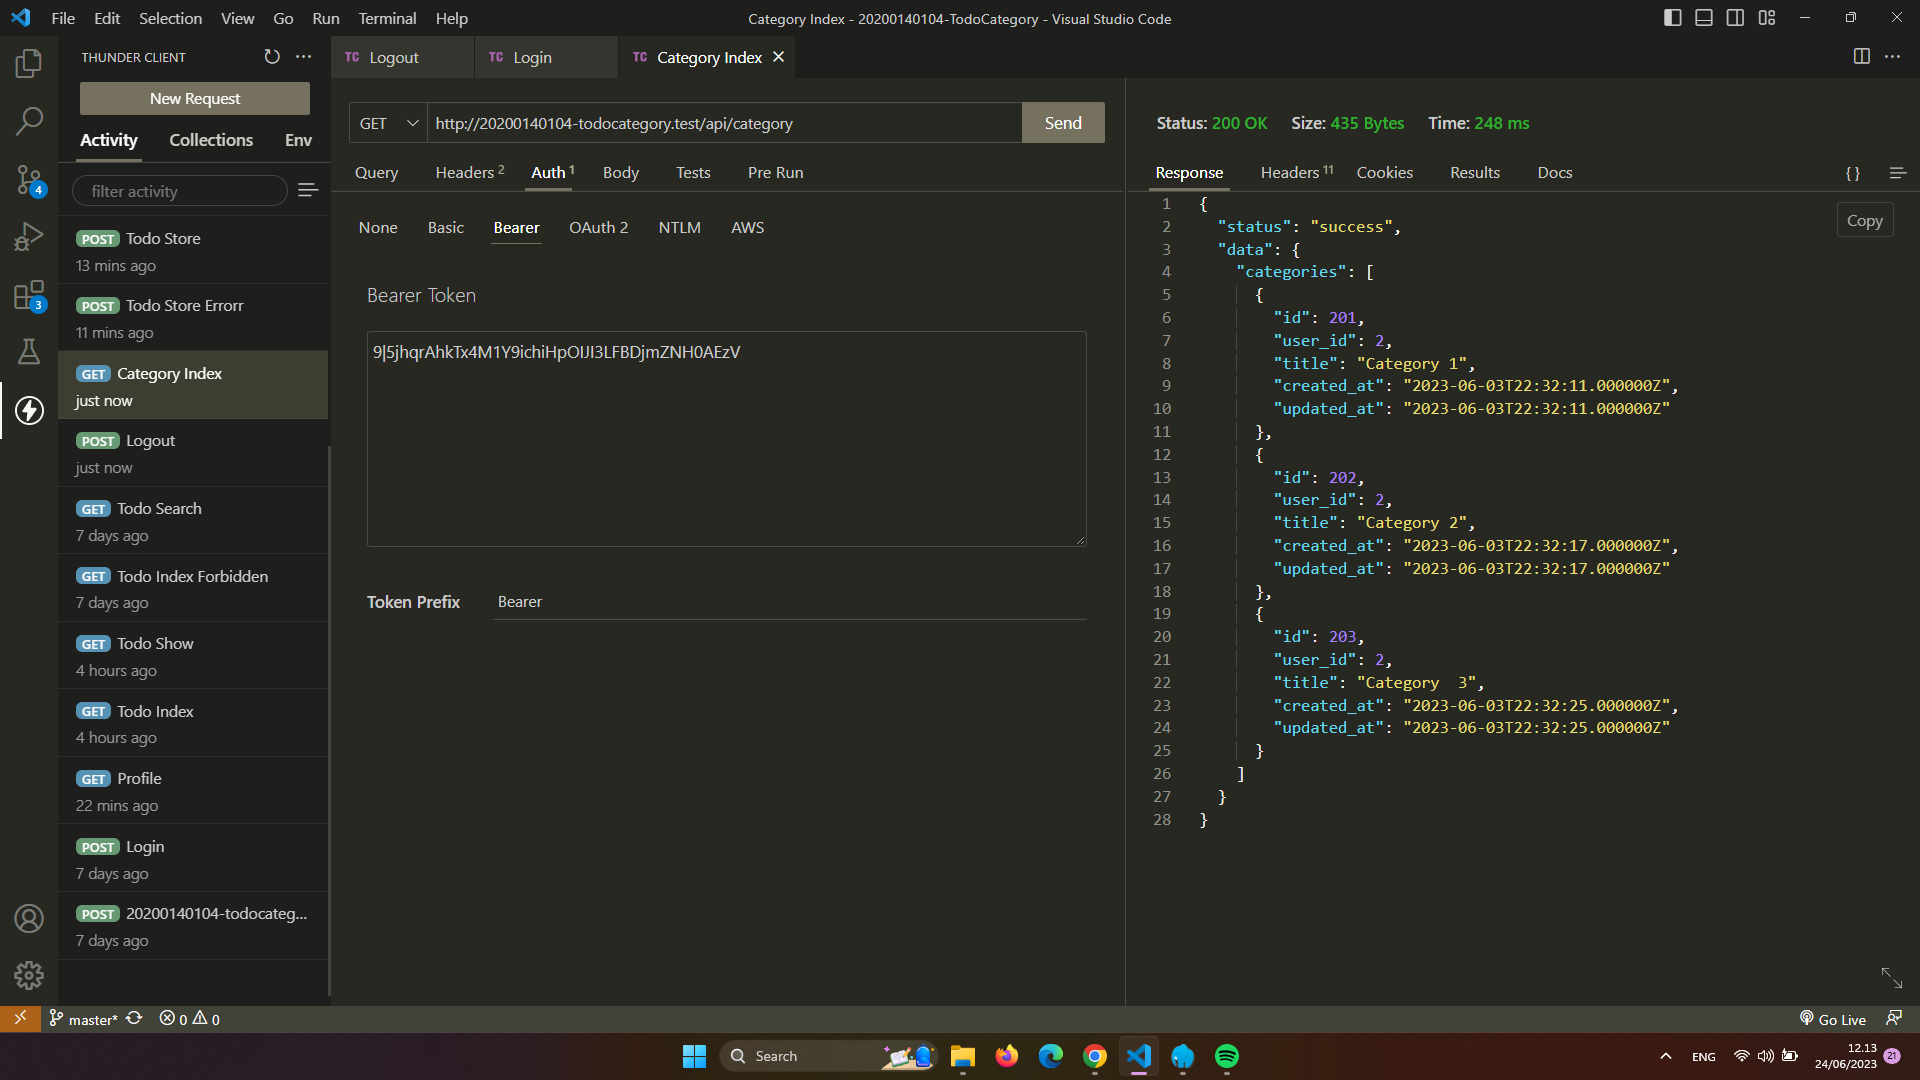 File Edit Selection View Go Run Terminal Help
Category Index - 20200140104-TodoCategory - Visual Studio Code
THUNDER CLIENT
New Request
Activity Collections Env
filter activity
POST Todo Store
13 mins ago
POST Todo Store Errorr
11 mins ago
GET Category Index
just now
POST Logout
just now
GET Todo Search
7 days ago
GET Todo Index Forbidden
7 days ago
GET Todo Show
4 hours ago
GET Todo Index
4 hours ago
GET Profile
22 mins ago
POST Login
7 days ago
POST 20200140104-todocateg...
7 days ago
4
3
TC Logout TC Login TC Category Index
GET http://20200140104-todocategory.test/api/category Send
Query Headers 2 Auth 1 Body Tests Pre Run
None Basic Bearer OAuth 2 NTLM AWS
Bearer Token
9|5jhqrAhkTx4M1Y9ichiHpOIJI3LFBDjmZNH0AEzV
Token Prefix Bearer
Status: 200 OK Size: 435 Bytes Time: 248 ms
Response Headers 11 Cookies Results Docs {}
Copy
1 {
2 "status": "success",
3 "data": {
4 "categories": [
5 {
6 "id": 201,
7 "user_id": 2,
8 "title": "Category 1",
9 "created_at": "2023-06-03T22:32:11.000000Z",
10 "updated_at": "2023-06-03T22:32:11.000000Z"
11 },
12 {
13 "id": 202,
14 "user_id": 2,
15 "title": "Category 2",
16 "created_at": "2023-06-03T22:32:17.000000Z",
17 "updated_at": "2023-06-03T22:32:17.000000Z"
18 },
19 {
20 "id": 203,
21 "user_id": 2,
22 "title": "Category  3",
23 "created_at": "2023-06-03T22:32:25.000000Z",
24 "updated_at": "2023-06-03T22:32:25.000000Z"
25 }
26 ]
27 }
28 }
master* 0 0 Go Live
Search
ENG
12.13
24/06/2023
21